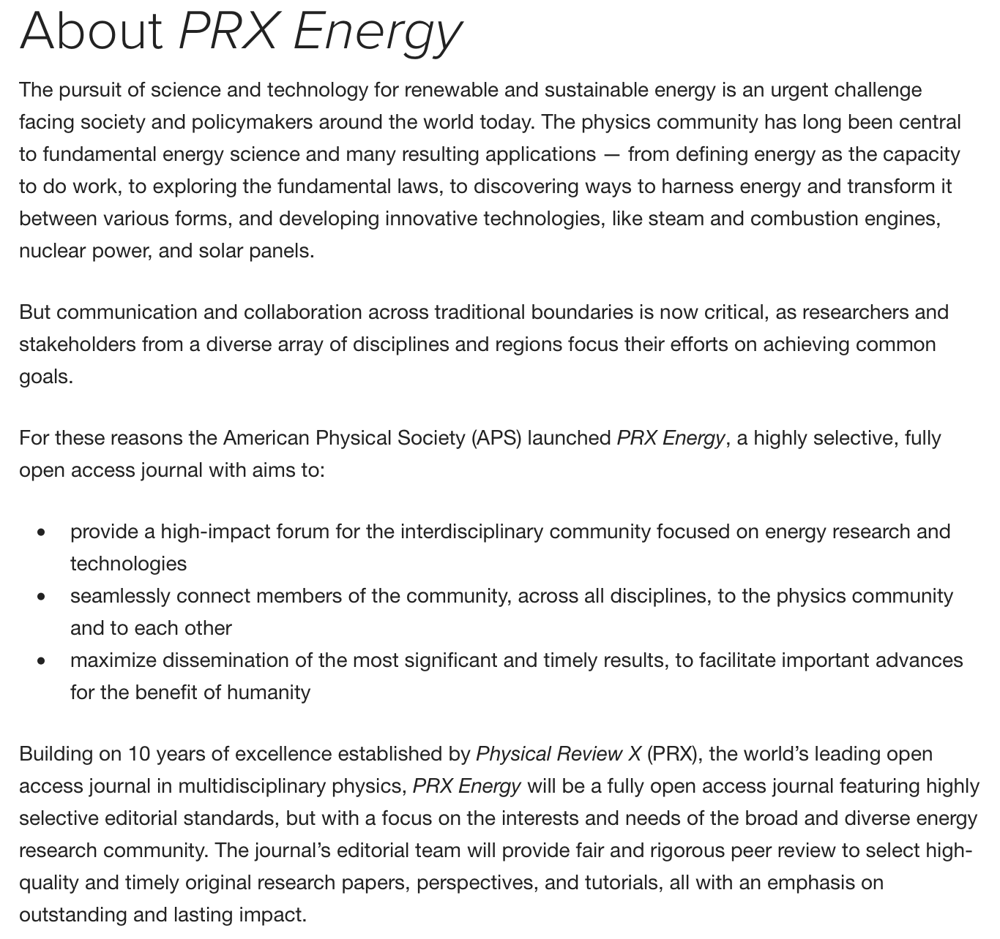 About PRX Energy
The pursuit of science and technology for renewable and sustainable energy is an urgent challenge
facing society and policymakers around the world today. The physics community has long been central
to fundamental energy science and many resulting applications — from defining energy as the capacity
to do work, to exploring the fundamental laws, to discovering ways to harness energy and transform it
between various forms, and developing innovative technologies, like steam and combustion engines,
nuclear power, and solar panels.
But communication and collaboration across traditional boundaries is now critical, as researchers and
stakeholders from a diverse array of disciplines and regions focus their efforts on achieving common
goals.
For these reasons the American Physical Society (APS) launched PRX Energy, a highly selective, fully
open access journal with aims to:
• provide a high-impact forum for the interdisciplinary community focused on energy research and
technologies
• seamlessly connect members of the community, across all disciplines, to the physics community
and to each other
• maximize dissemination of the most significant and timely results, to facilitate important advances
for the benefit of humanity
Building on 10 years of excellence established by Physical Review X (PRX), the world’s leading open
access journal in multidisciplinary physics, PRX Energy will be a fully open access journal featuring highly
selective editorial standards, but with a focus on the interests and needs of the broad and diverse energy
research community. The journal’s editorial team will provide fair and rigorous peer review to select high-
quality and timely original research papers, perspectives, and tutorials, all with an emphasis on
outstanding and lasting impact.